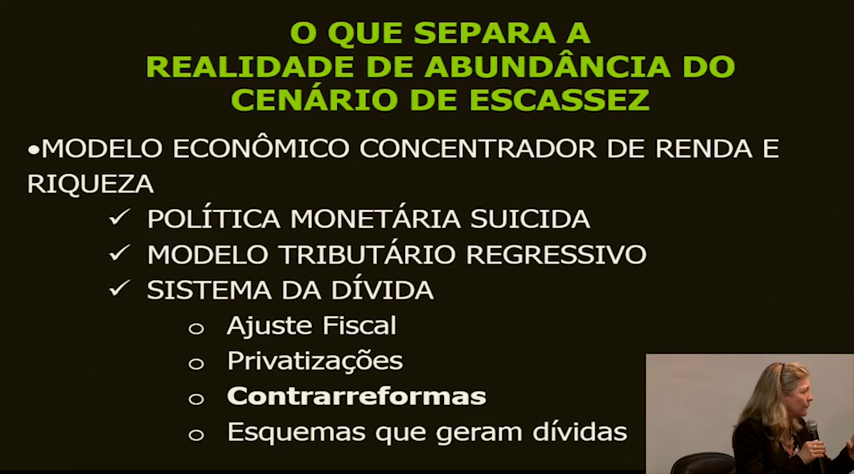 O QUE SEPARA A
REALIDADE DE ABUNDÂNCIA DO
CENÁRIO DE ESCASSEZ
•MODELO ECONÔMICO CONCENTRADOR DE RENDA E
RIQUEZA
✓ POLÍTICA MONETÁRIA SUICIDA
✓ MODELO TRIBUTÁRIO REGRESSIVO
✓ SISTEMA DA DÍVIDA
o Ajuste Fiscal
o Privatizações
o Contrarreformas
o Esquemas que geram dívidas